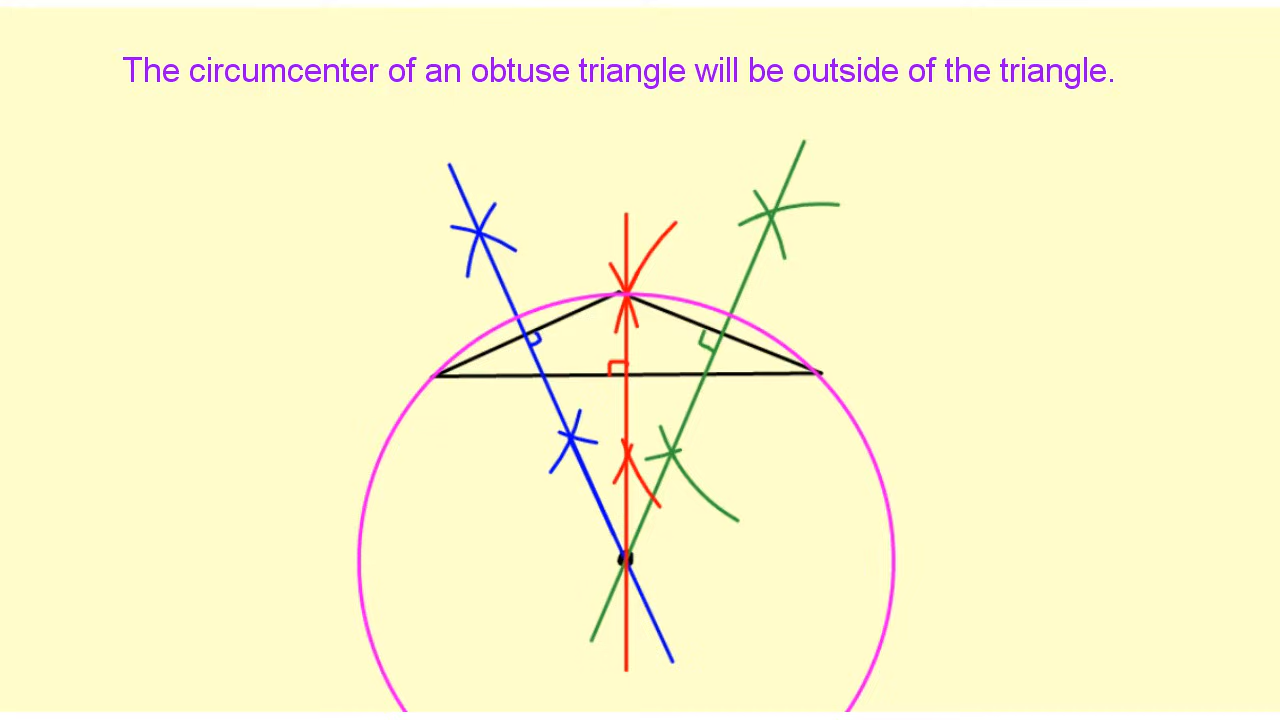 The circumcenter of an obtuse triangle will be outside of the triangle.